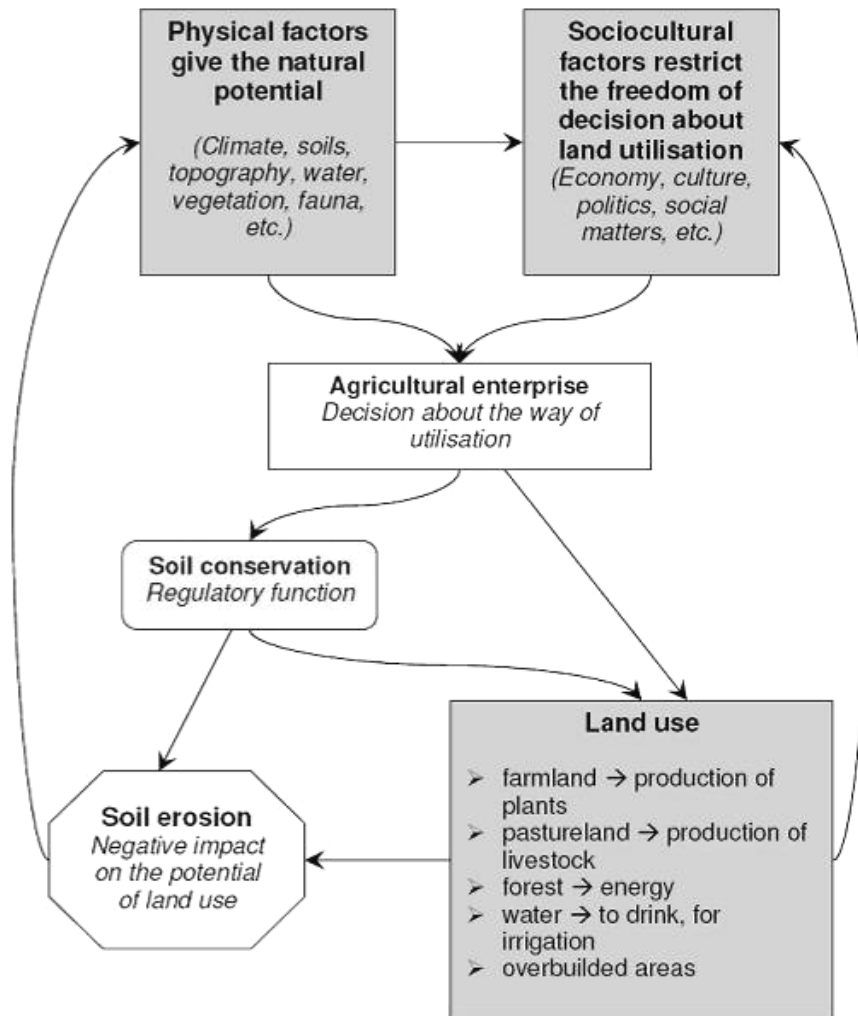 Physical factors
give the natural
potential
(Climate, soils,
topography, water,
vegetation, fauna,
etc.)
Sociocultural
factors restrict
the freedom of
decision about
land utilisation
(Economy, culture,
politics, social
matters, etc.)
Agricultural enterprise
Decision about the way of
utilisation
Soil conservation
Regulatory function
Soil erosion
Negative impact
on the potential
of land use
Land use
➢ farmland → production of
plants
➢ pastureland → production of
livestock
➢ forest → energy
➢ water → to drink, for
irrigation
➢ overbuilded areas